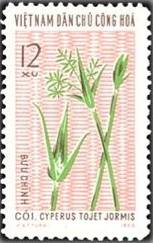 VIỆT NAM DÂN CHỦ CỘNG HOÀ
12
XU
BƯU CHÍNH
CÓI. CYPERUS TOJET JORMIS